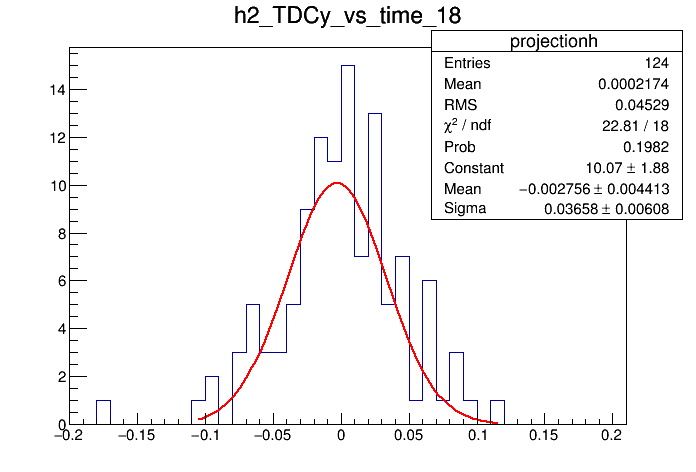 h2_TDCy_vs_time_18
projectionh
Entries 124
Mean 0.0002174
RMS 0.04529
χ² / ndf 22.81 / 18
Prob 0.1982
Constant 10.07 ± 1.88
Mean −0.002756 ± 0.004413
Sigma 0.03658 ± 0.00608
14
12
10
8
6
4
2
0
−0.2 −0.15 −0.1 −0.05 0 0.05 0.1 0.15 0.2